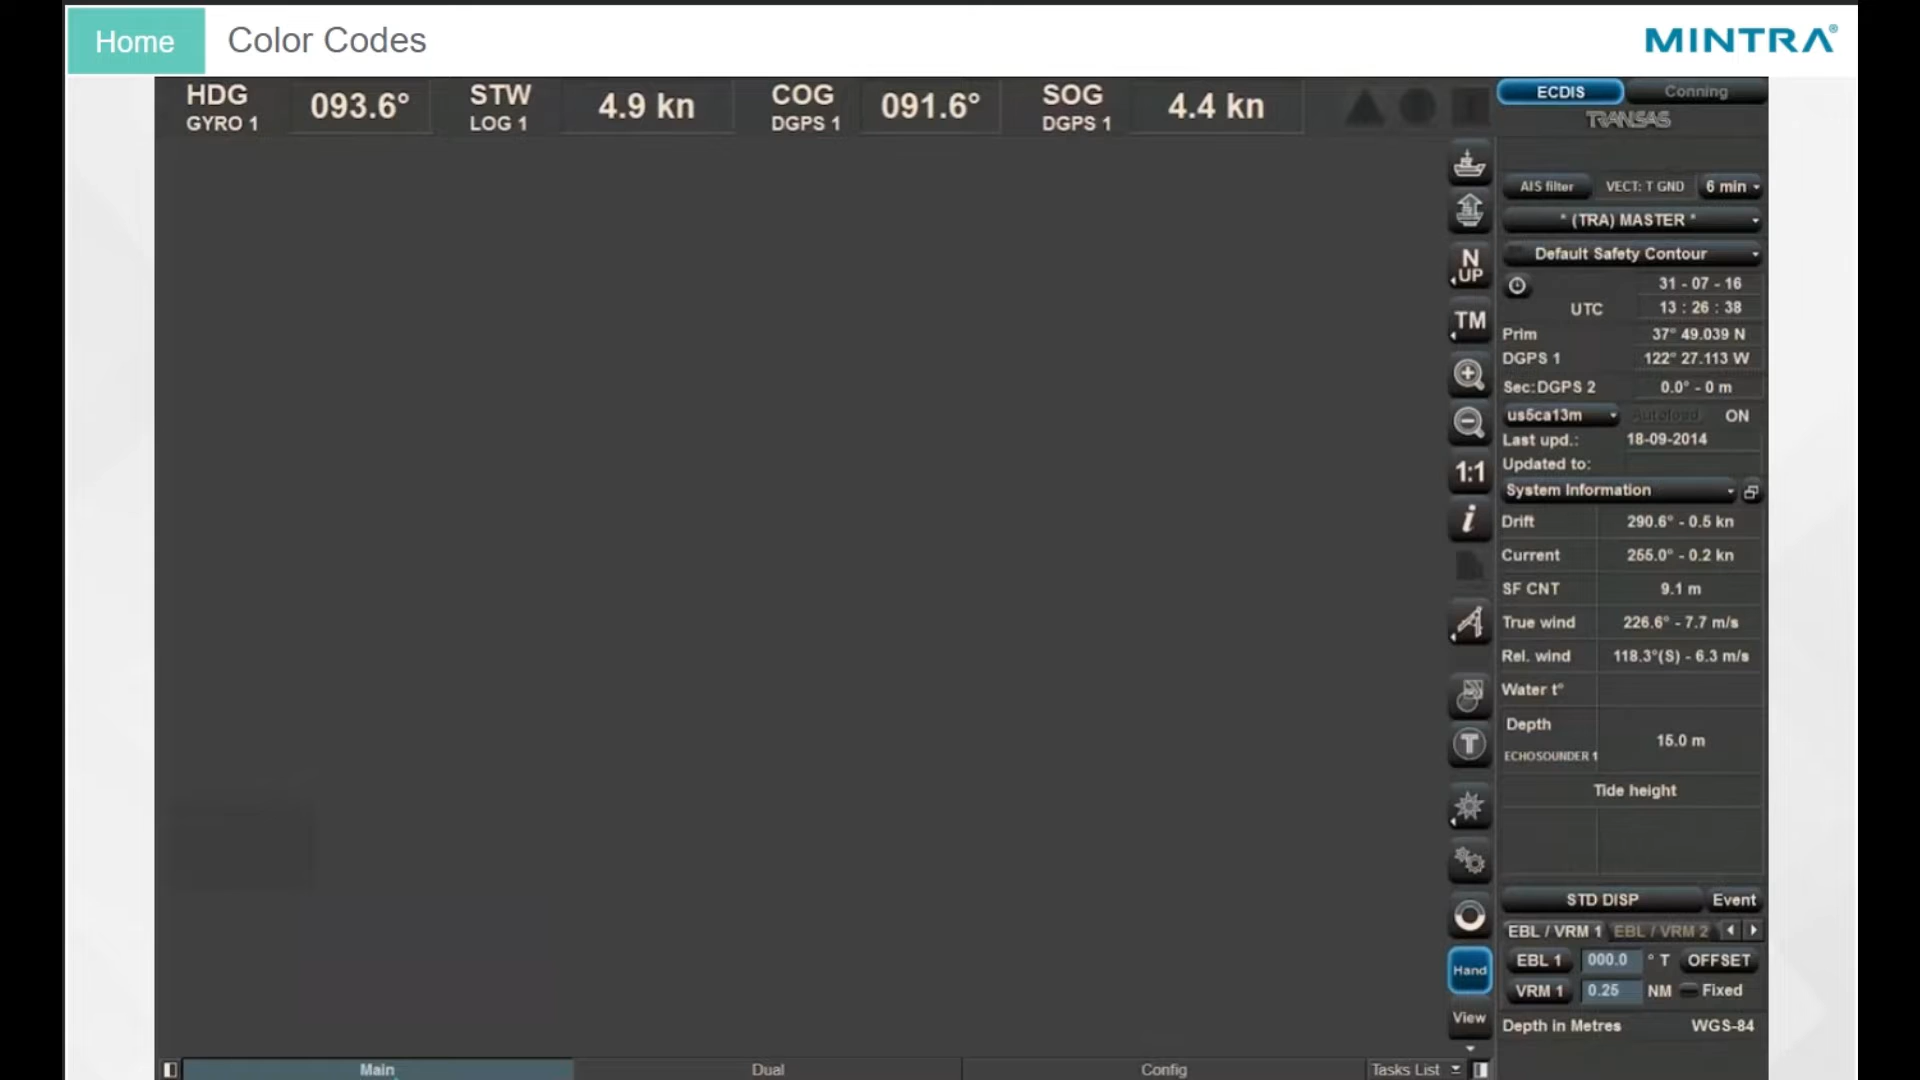 Home Color Codes MINTRA®
HDG 093.6° STW 4.9 kn COG 091.6° SOG 4.4 kn
GYRO 1 LOG 1 DGPS 1 DGPS 1
ECDIS Conning
TRANSAS
AIS filter VECT: T GND 6 min
* (TRA) MASTER *
Default Safety Contour
31 - 07 - 16
UTC 13 : 26 : 38
Prim 37° 49.039 N
DGPS 1 122° 27.113 W
Sec:DGPS 2 0.0° - 0 m
us5ca13m Autoload ON
Last upd.: 18-09-2014
Updated to:
System Information
Drift 290.6° - 0.5 kn
Current 255.0° - 0.2 kn
SF CNT 9.1 m
True wind 226.6° - 7.7 m/s
Rel. wind 118.3°(S) - 6.3 m/s
Water t°
Depth 15.0 m
ECHOSOUNDER 1
Tide height
STD DISP Event
EBL / VRM 1 EBL / VRM 2
EBL 1 000.0 ° T OFFSET
VRM 1 0.25 NM Fixed
Depth in Metres WGS-84
N
UP
TM
1:1
i
T
Hand
View
Main Dual Config Tasks List